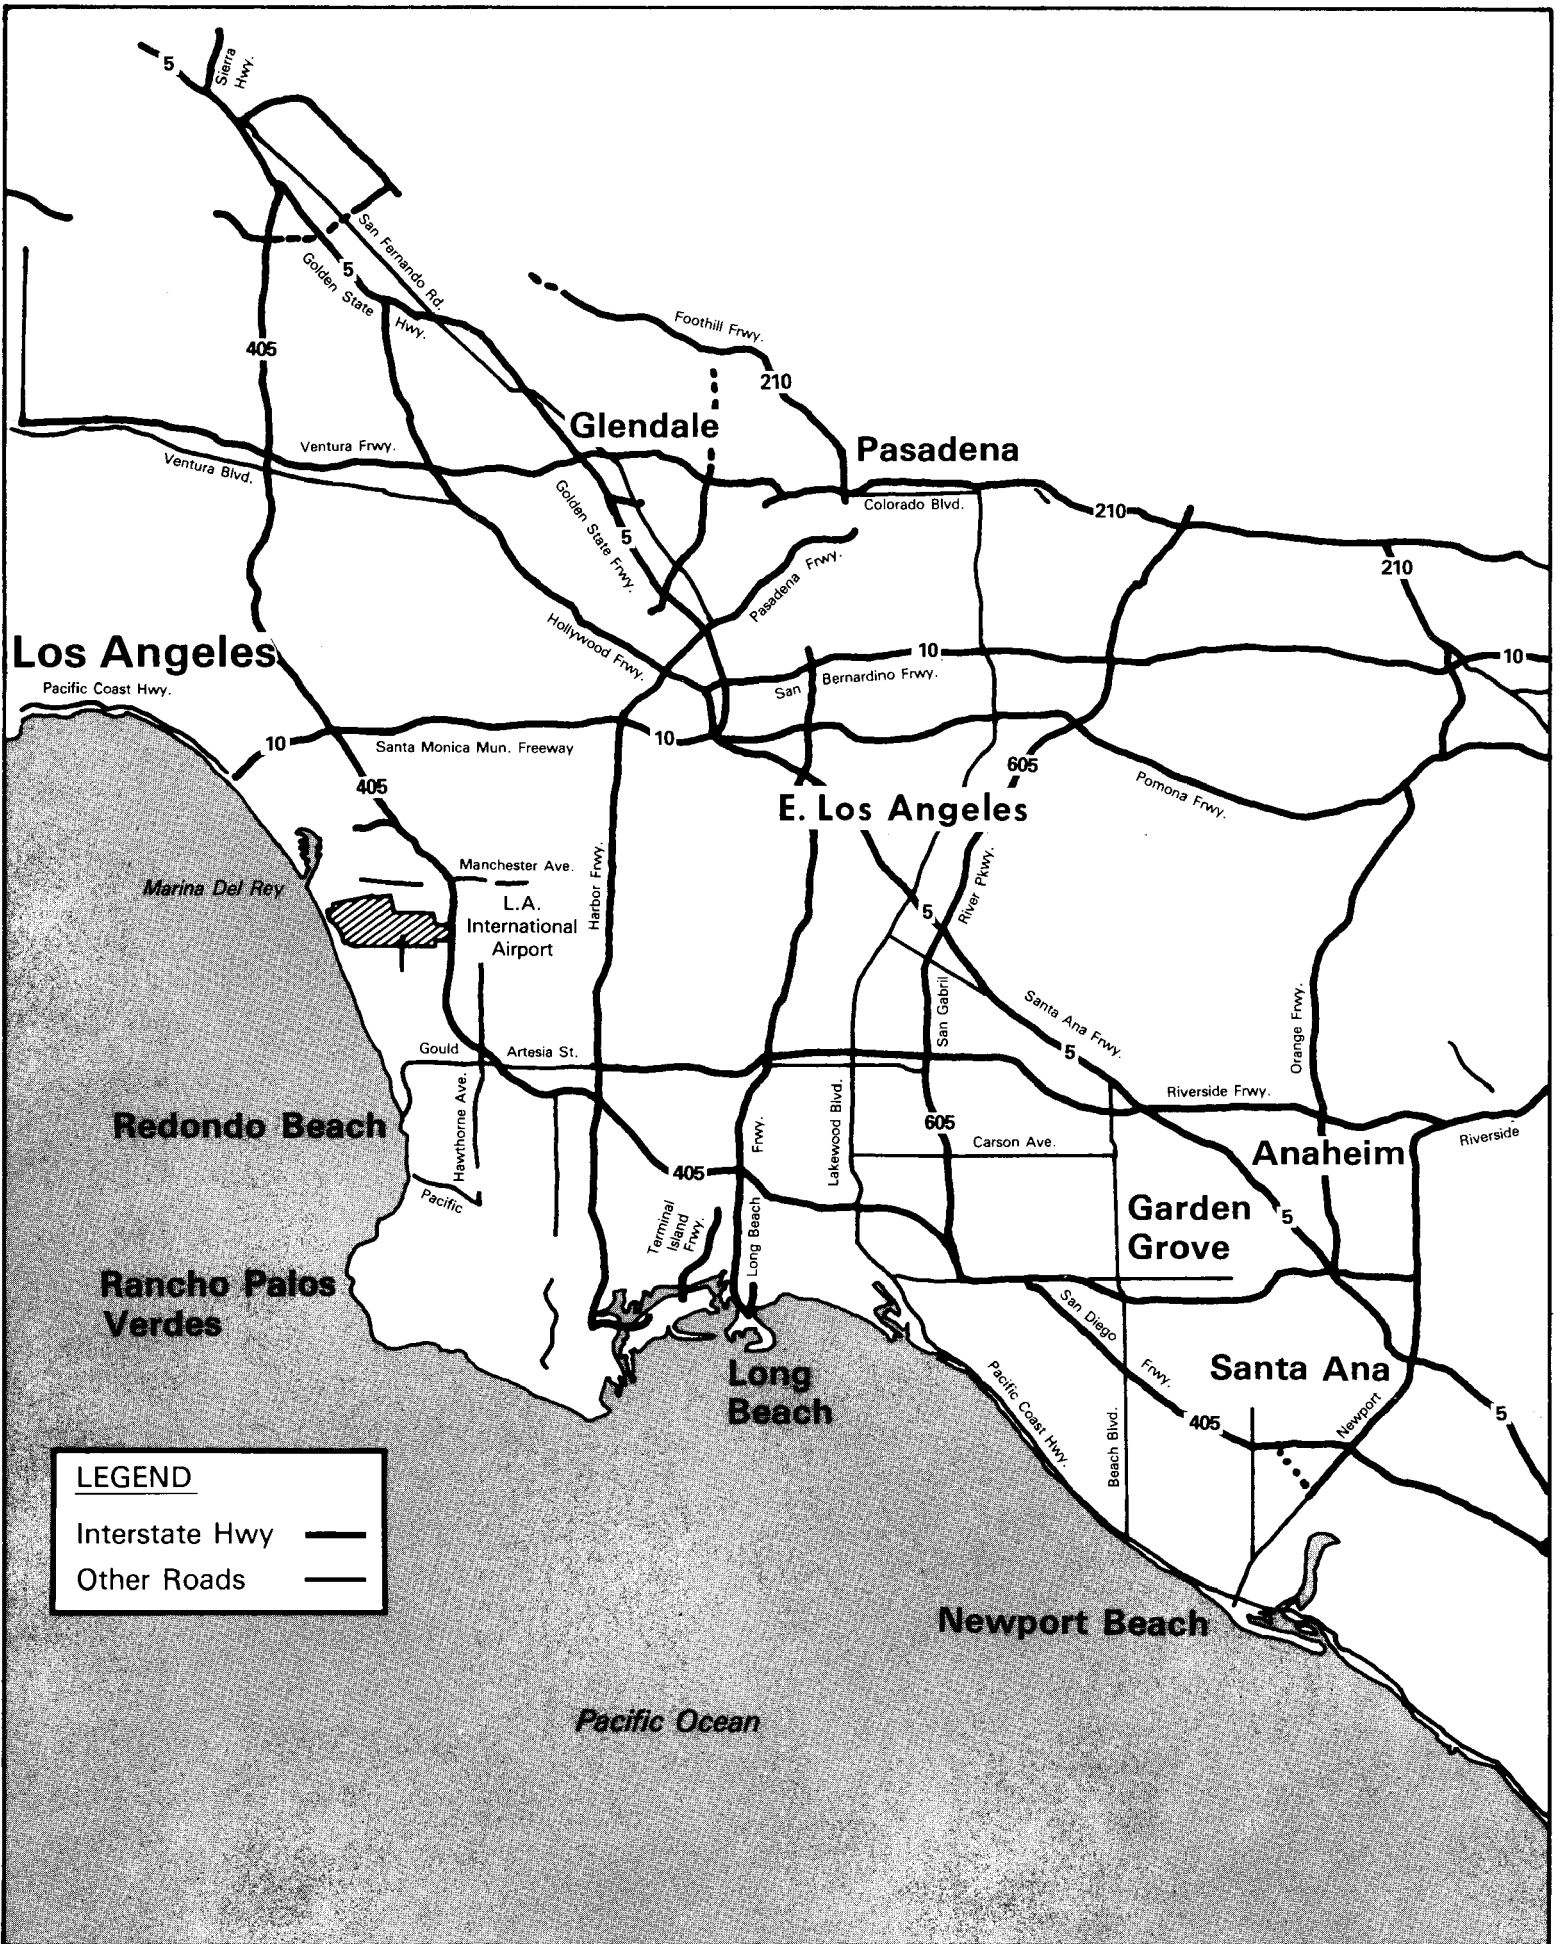 5
Sierra
Hwy.
San Fernando Rd.
5
Golden State
Hwy.
Foothill Frwy.
405
210
Glendale
Pasadena
Ventura Frwy.
Ventura Blvd.
Golden State Frwy.
5
Colorado Blvd.
210
Pasadena Frwy.
210
Hollywood Frwy.
Los Angeles
Pacific Coast Hwy.
10
San Bernardino Frwy.
10
10
Santa Monica Mun. Freeway
10
405
605
Pomona Frwy.
E. Los Angeles
Harbor Frwy.
Manchester Ave.
Marina Del Rey
L.A.
International
Airport
River Pkwy.
5
San Gabril
Santa Ana Frwy.
5
Orange Frwy.
Gould
Artesia St.
Hawthorne Ave.
Redondo Beach
Frwy.
Lakewood Blvd.
605
Riverside Frwy.
Carson Ave.
Riverside
Anaheim
405
Pacific
Terminal
Island
Frwy.
Long Beach
Garden
Grove
5
Rancho Palos
Verdes
San Diego
Frwy.
Long
Beach
Santa Ana
Pacific Coast Hwy.
Beach Blvd.
405
Newport
5
LEGEND
Interstate Hwy
Other Roads
Newport Beach
Pacific Ocean